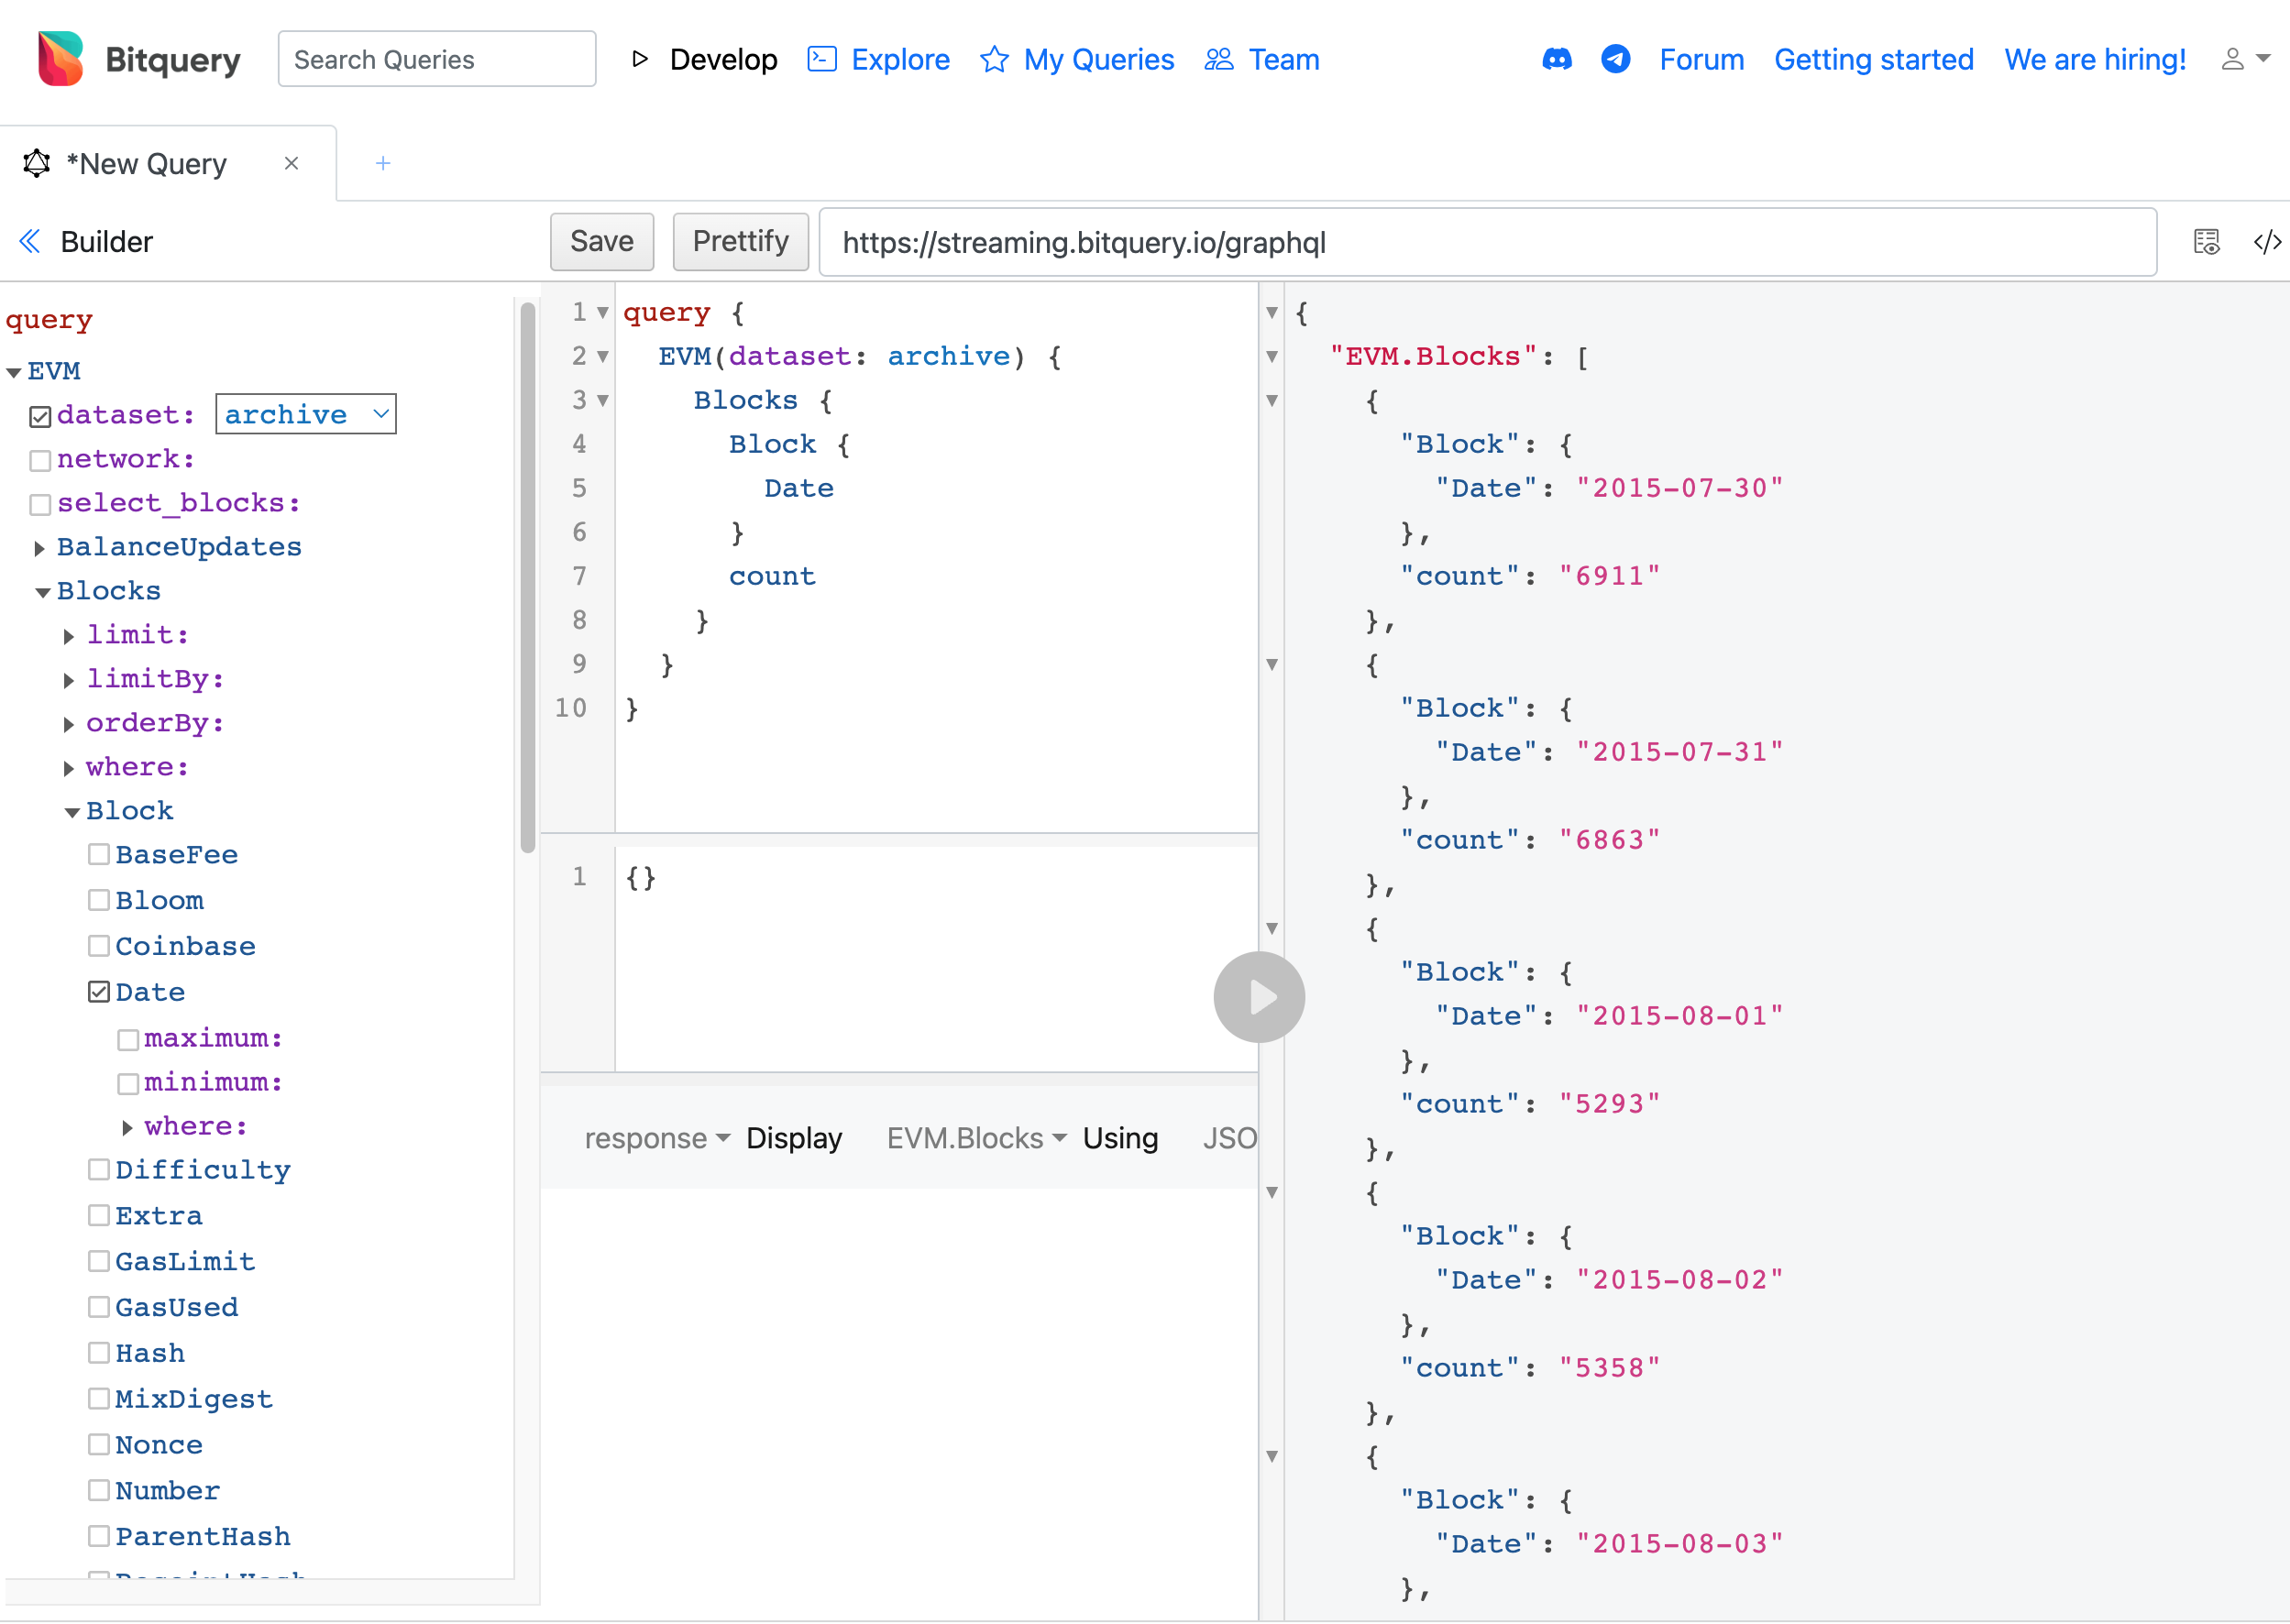 Bitquery
Search Queries
Develop
Explore
My Queries
Team
Forum
Getting started
We are hiring!
*New Query
Builder
Save
Prettify
https://streaming.bitquery.io/graphql
query
EVM
dataset: archive
network:
select_blocks:
BalanceUpdates
Blocks
limit:
limitBy:
orderBy:
where:
Block
BaseFee
Bloom
Coinbase
Date
maximum:
minimum:
where:
Difficulty
Extra
GasLimit
GasUsed
Hash
MixDigest
Nonce
Number
ParentHash
1 query {
2 EVM(dataset: archive) {
3 Blocks {
4 Block {
5 Date
6 }
7 count
8 }
9 }
10 }
1 {}
response Display EVM.Blocks Using JSO
{
"EVM.Blocks": [
{
"Block": {
"Date": "2015-07-30"
},
"count": "6911"
},
{
"Block": {
"Date": "2015-07-31"
},
"count": "6863"
},
{
"Block": {
"Date": "2015-08-01"
},
"count": "5293"
},
{
"Block": {
"Date": "2015-08-02"
},
"count": "5358"
},
{
"Block": {
"Date": "2015-08-03"
},